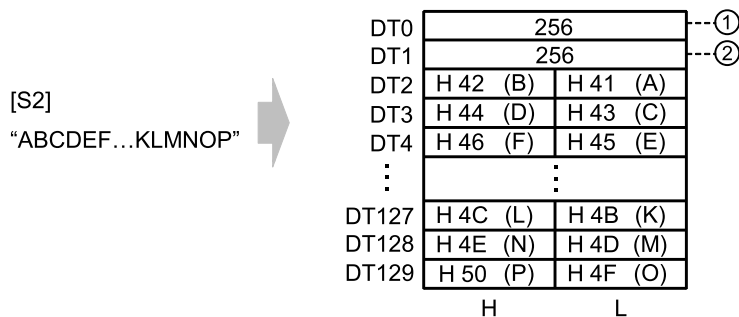 DT0 256 ①
DT1 256 ②
DT2 H 42 (B) H 41 (A)
[S2]
DT3 H 44 (D) H 43 (C)
“ABCDEF…KLMNOP”
DT4 H 46 (F) H 45 (E)
⋮ ⋮
DT127 H 4C (L) H 4B (K)
DT128 H 4E (N) H 4D (M)
DT129 H 50 (P) H 4F (O)
H L